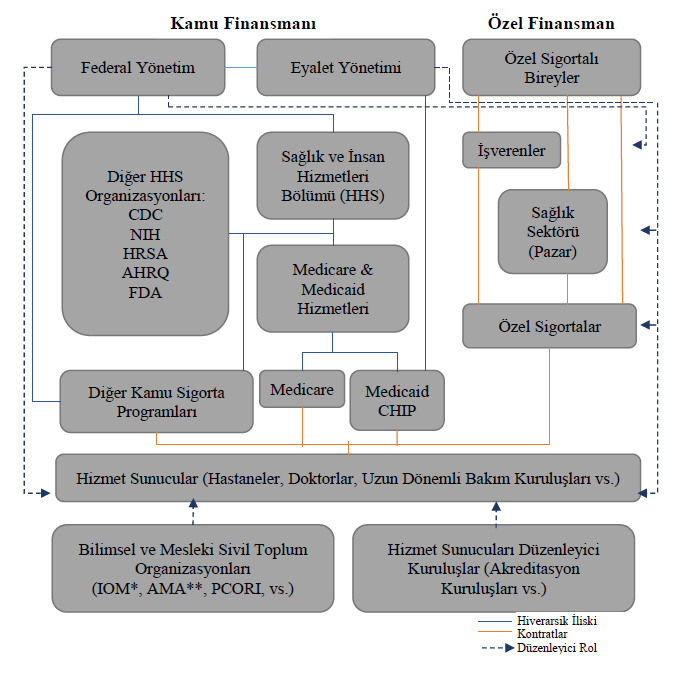 Kamu Finansmanı
Özel Finansman
Federal Yönetim
Eyalet Yönetimi
Özel Sigortalı
Bireyler
İşverenler
Diğer HHS
Organizasyonları:
CDC
NIH
HRSA
AHRQ
FDA
Sağlık ve İnsan
Hizmetleri
Bölümü (HHS)
Sağlık
Sektörü
(Pazar)
Medicare &
Medicaid
Hizmetleri
Özel Sigortalar
Diğer Kamu Sigorta
Programları
Medicare
Medicaid
CHIP
Hizmet Sunucular (Hastaneler, Doktorlar, Uzun Dönemli Bakım Kuruluşları vs.)
Bilimsel ve Mesleki Sivil Toplum
Organizasyonları
(IOM*, AMA**, PCORI, vs.)
Hizmet Sunucuları Düzenleyici
Kuruluşlar (Akreditasyon
Kuruluşları vs.)
Hiverarsik İliski
Kontratlar
Düzenleyici Rol